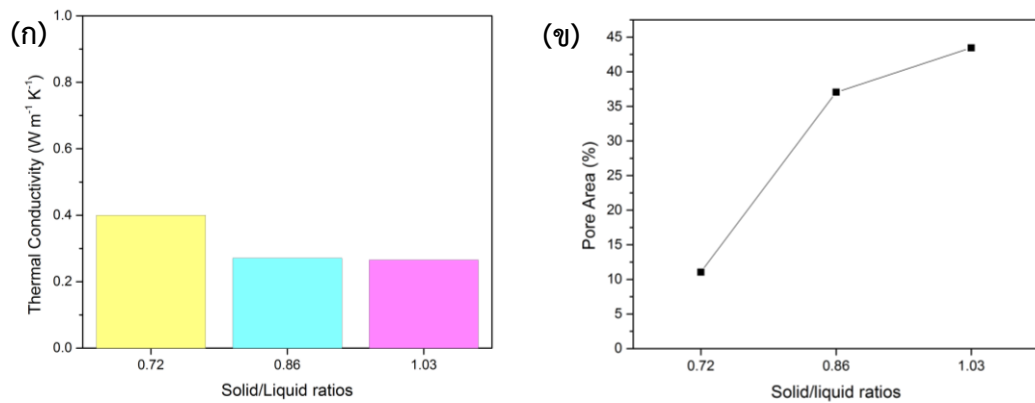 (ก)
1.0
0.8
0.6
0.4
0.2
0.0
Thermal Conductivity (W m⁻¹ K⁻¹)
0.72 0.86 1.03
Solid/Liquid ratios
(ข)
45
40
35
30
25
20
15
10
5
0
Pore Area (%)
0.72 0.86 1.03
Solid/liquid ratios